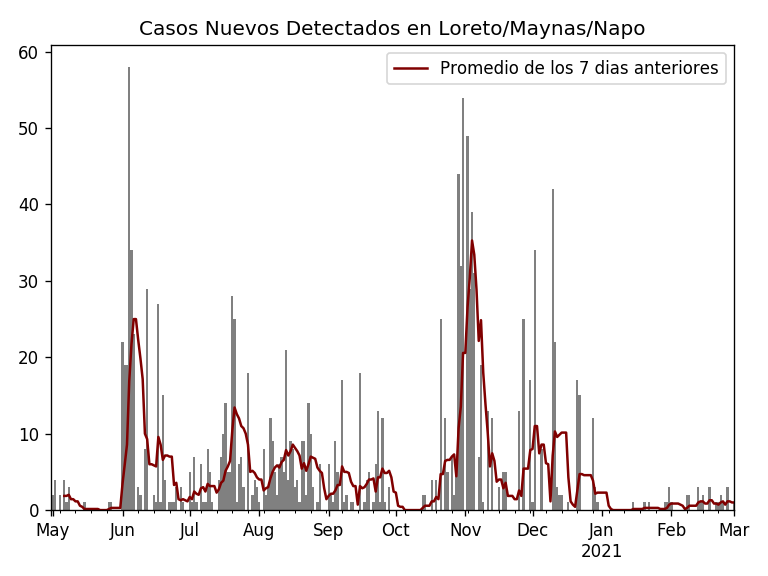 Casos Nuevos Detectados en Loreto/Maynas/Napo
Promedio de los 7 dias anteriores
60
50
40
30
20
10
0
May Jun Jul Aug Sep Oct Nov Dec Jan Feb Mar
2021